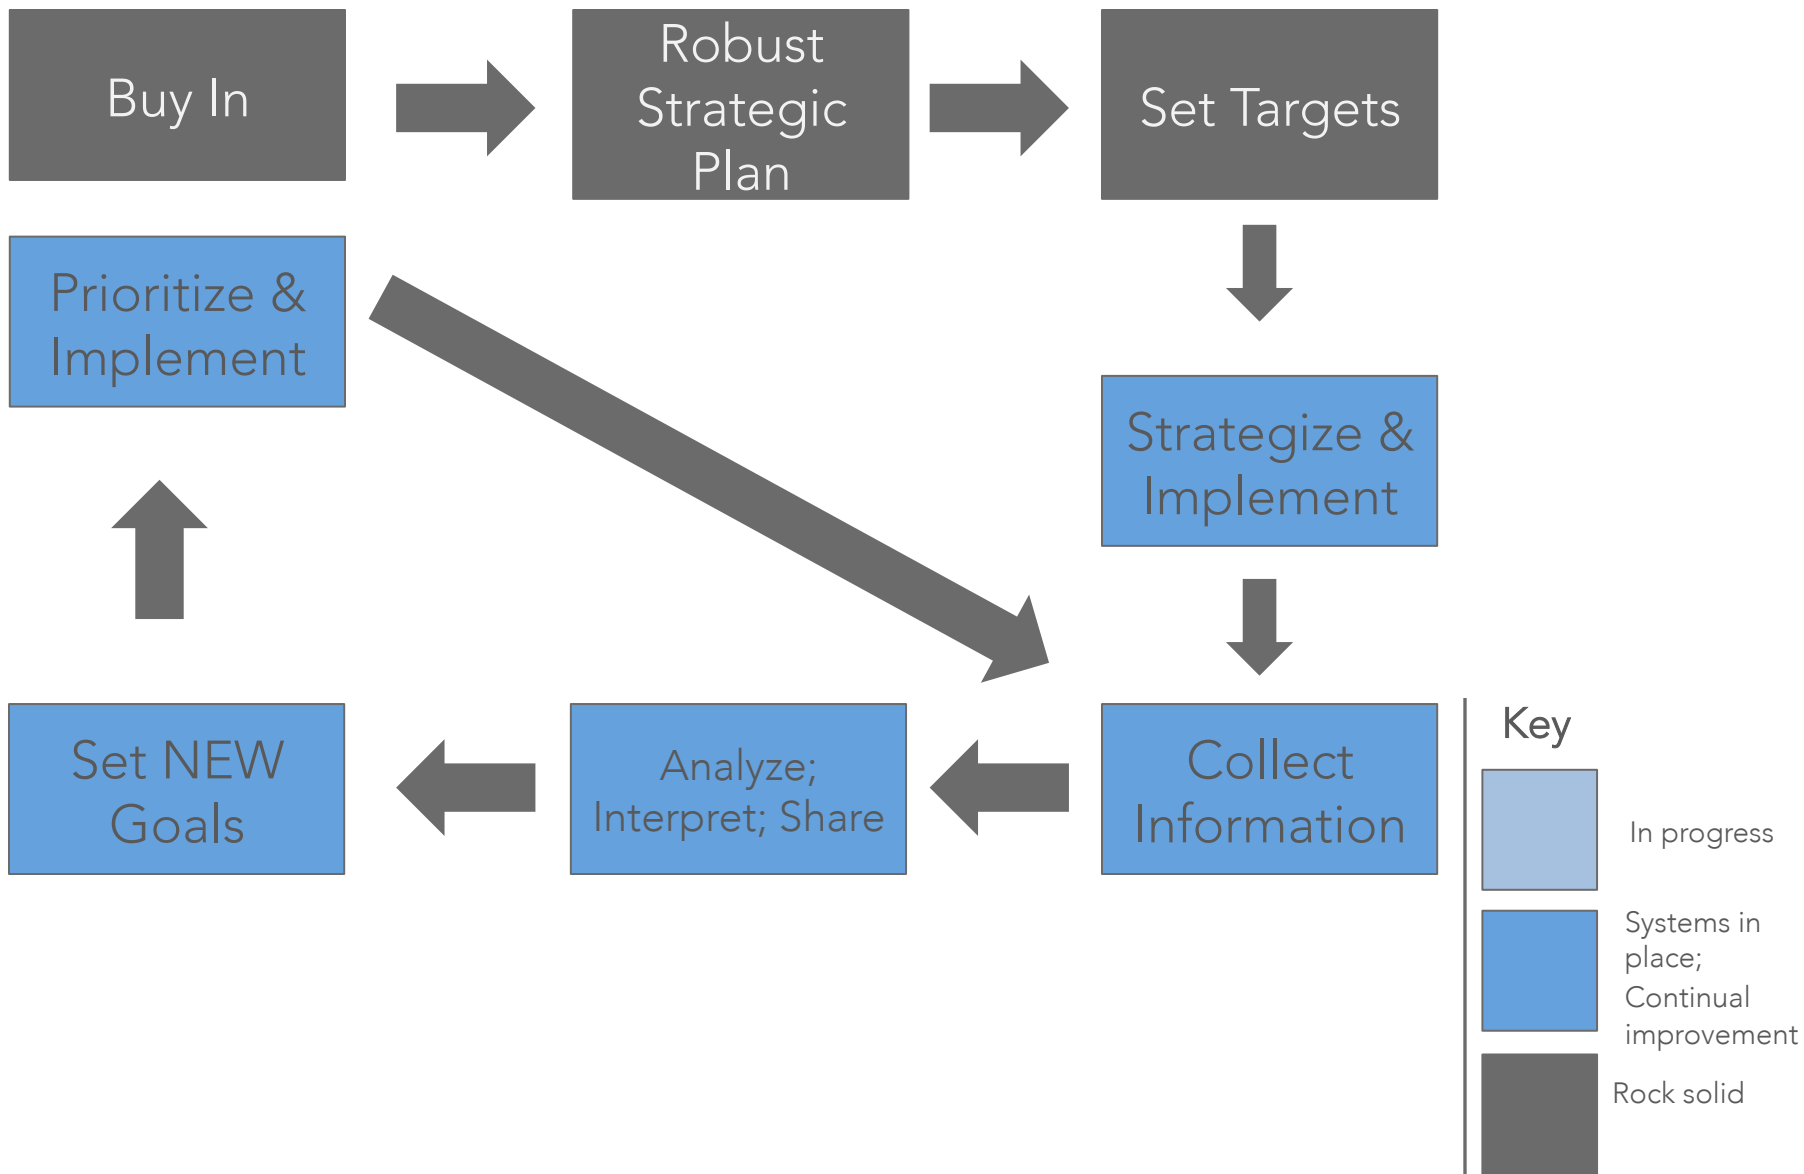 Buy In
Robust
Strategic
Plan
Set Targets
Prioritize &
Implement
Strategize &
Implement
Set NEW
Goals
Analyze;
Interpret; Share
Collect
Information
Key
In progress
Systems in
place;
Continual
improvement
Rock solid